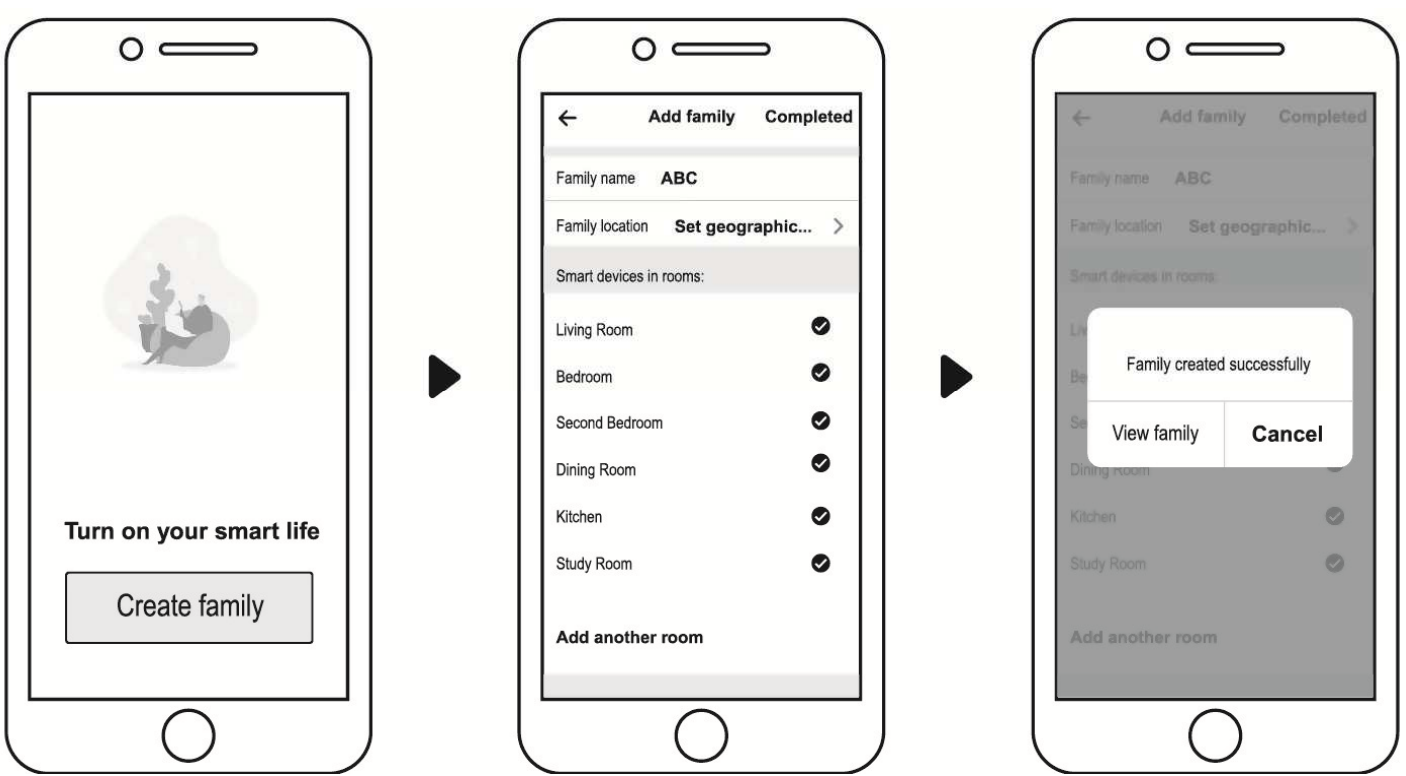 Turn on your smart life
Create family
Add family Completed
Family name ABC
Family location Set geographic... >
Smart devices in rooms:
Living Room
Bedroom
Second Bedroom
Dining Room
Kitchen
Study Room
Add another room
Add family Completed
Family name ABC
Family location Set geographic... >
Smart devices in rooms:
Family created successfully
View family Cancel
Dining Room
Kitchen
Study Room
Add another room